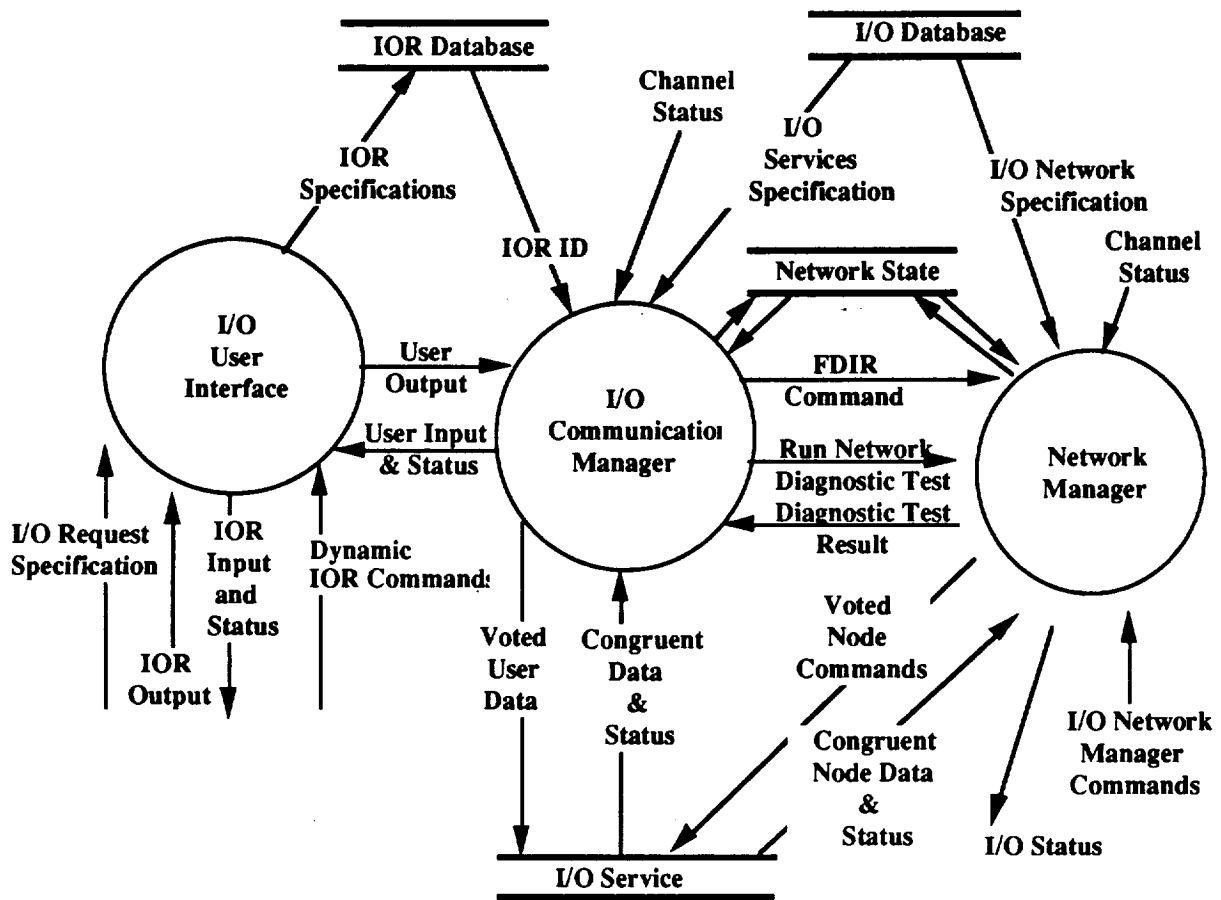 IOR Database
I/O Database
Channel
Status
I/O
Services
Specification
IOR
Specifications
I/O Network
Specification
IOR ID
Network State
Channel
Status
I/O
User
Interface
User
Output
FDIR
Command
I/O
Communication
Manager
User Input
& Status
Run Network
Diagnostic Test
Network
Manager
Diagnostic Test
Result
I/O Request
Specification
IOR
Input
and
Status
Dynamic
IOR Commands
IOR
Output
Voted
User
Data
Congruent
Data
&
Status
Voted
Node
Commands
Congruent
Node Data
&
Status
I/O Network
Manager
Commands
I/O Status
I/O Service